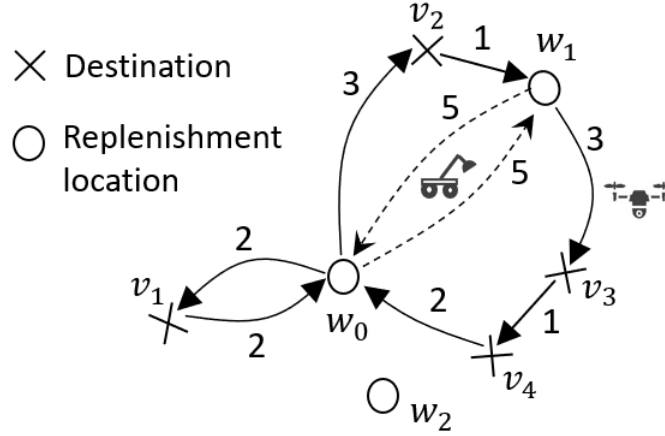 Destination
Replenishment
location
v₂
1
w₁
3
5
5
3
2
v₁
2
w₀
2
v₃
1
v₄
w₂